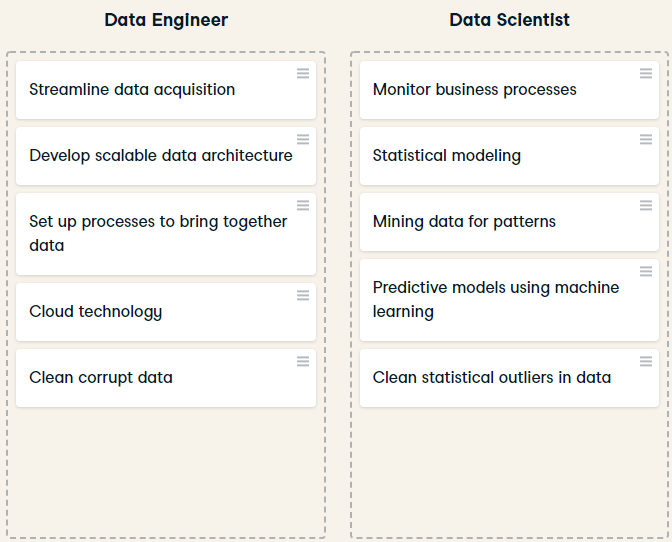 Data Engineer
Streamline data acquisition
Develop scalable data architecture
Set up processes to bring together
data
Cloud technology
Clean corrupt data
Data Scientist
Monitor business processes
Statistical modeling
Mining data for patterns
Predictive models using machine
learning
Clean statistical outliers in data